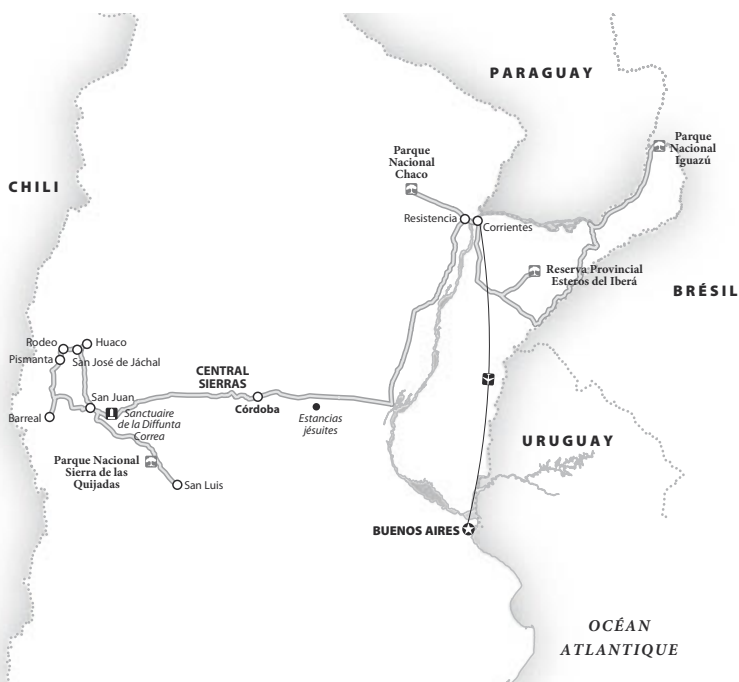 PARAGUAY
Parque
Nacional
Iguazú
Parque
Nacional
Chaco
CHILI
Resistencia
Corrientes
Reserva Provincial
Esteros del Iberá
BRÉSIL
Rodeo
Huaco
Pismanta
San José de Jáchal
CENTRAL
SIERRAS
San Juan
Córdoba
Barreal
Sanctuaire
de la Diffunta
Correa
Estancias
jésuites
URUGUAY
Parque Nacional
Sierra de las
Quijadas
San Luis
BUENOS AIRES
OCÉAN
ATLANTIQUE